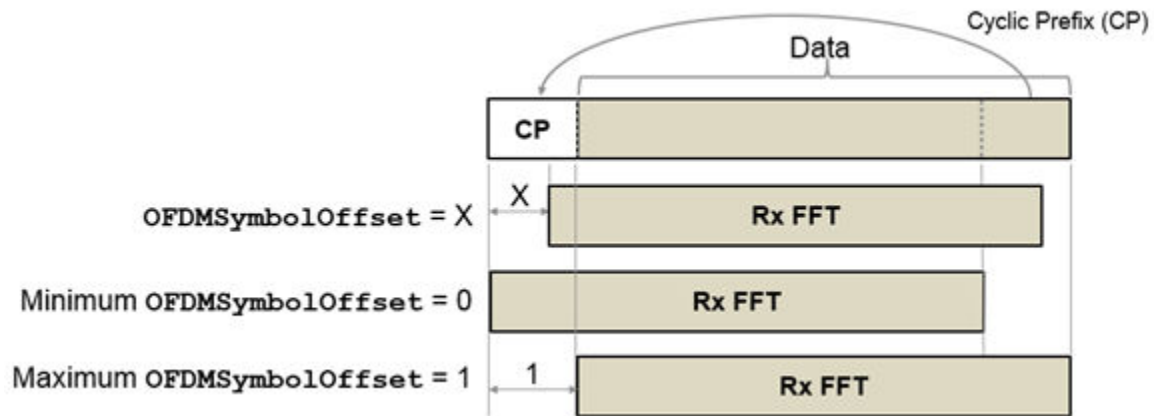 Cyclic Prefix (CP)
Data
CP
X
OFDMSymbolOffset = X
Rx FFT
Minimum OFDMSymbolOffset = 0
Rx FFT
Maximum OFDMSymbolOffset = 1
1
Rx FFT